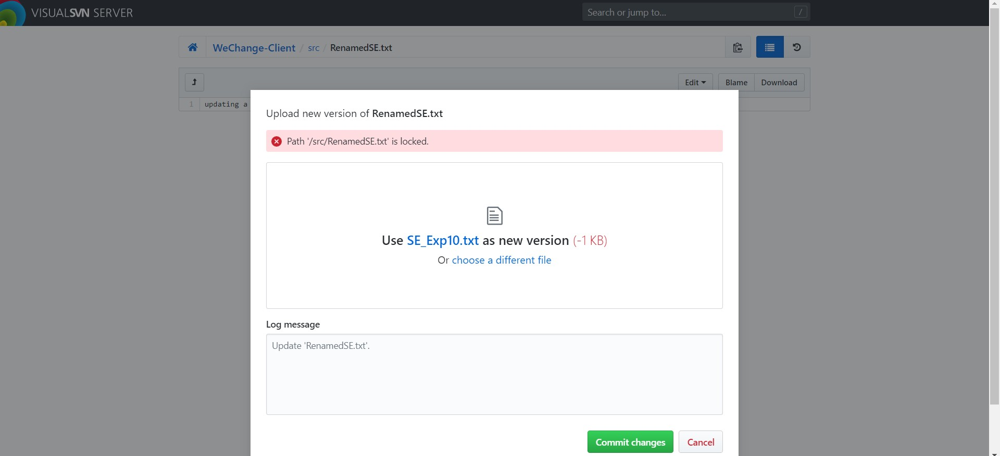 VISUALSVN SERVER
Search or jump to...
/
WeChange-Client / src / RenamedSE.txt
Edit
Blame
Download
1 updating a
Upload new version of RenamedSE.txt
Path '/src/RenamedSE.txt' is locked.
Use SE_Exp10.txt as new version (-1 KB)
Or choose a different file
Log message
Update 'RenamedSE.txt'.
Commit changes
Cancel